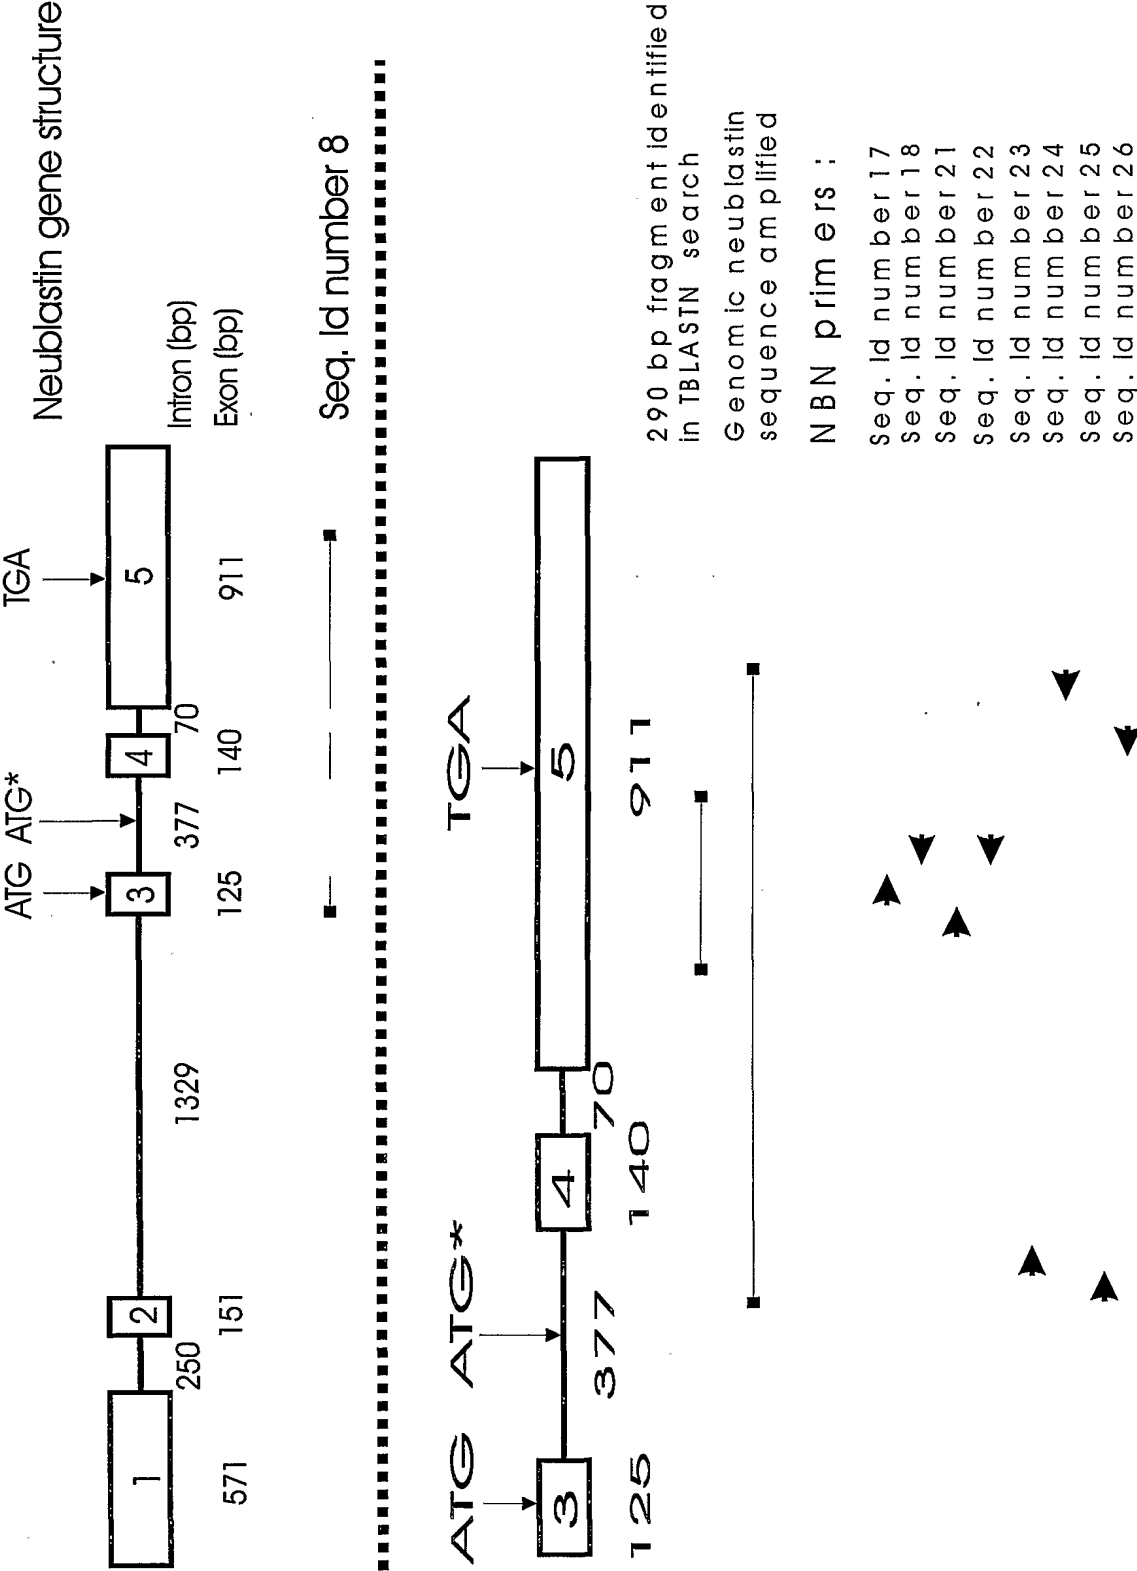 Neublastin gene structure
ATG ATG* TGA
1 2 3 4 5
250 1329 377 70 Intron (bp)
571 151 125 140 911 Exon (bp)
Seq. Id number 8
ATG ATG* TGA
3 4 5
377 70
125 140 911
290 bp fragment identified
in TBLASTN search
Genomic neublastin
sequence amplified
NBN primers :
Seq. Id number 17
Seq. Id number 18
Seq. Id number 21
Seq. Id number 22
Seq. Id number 23
Seq. Id number 24
Seq. Id number 25
Seq. Id number 26